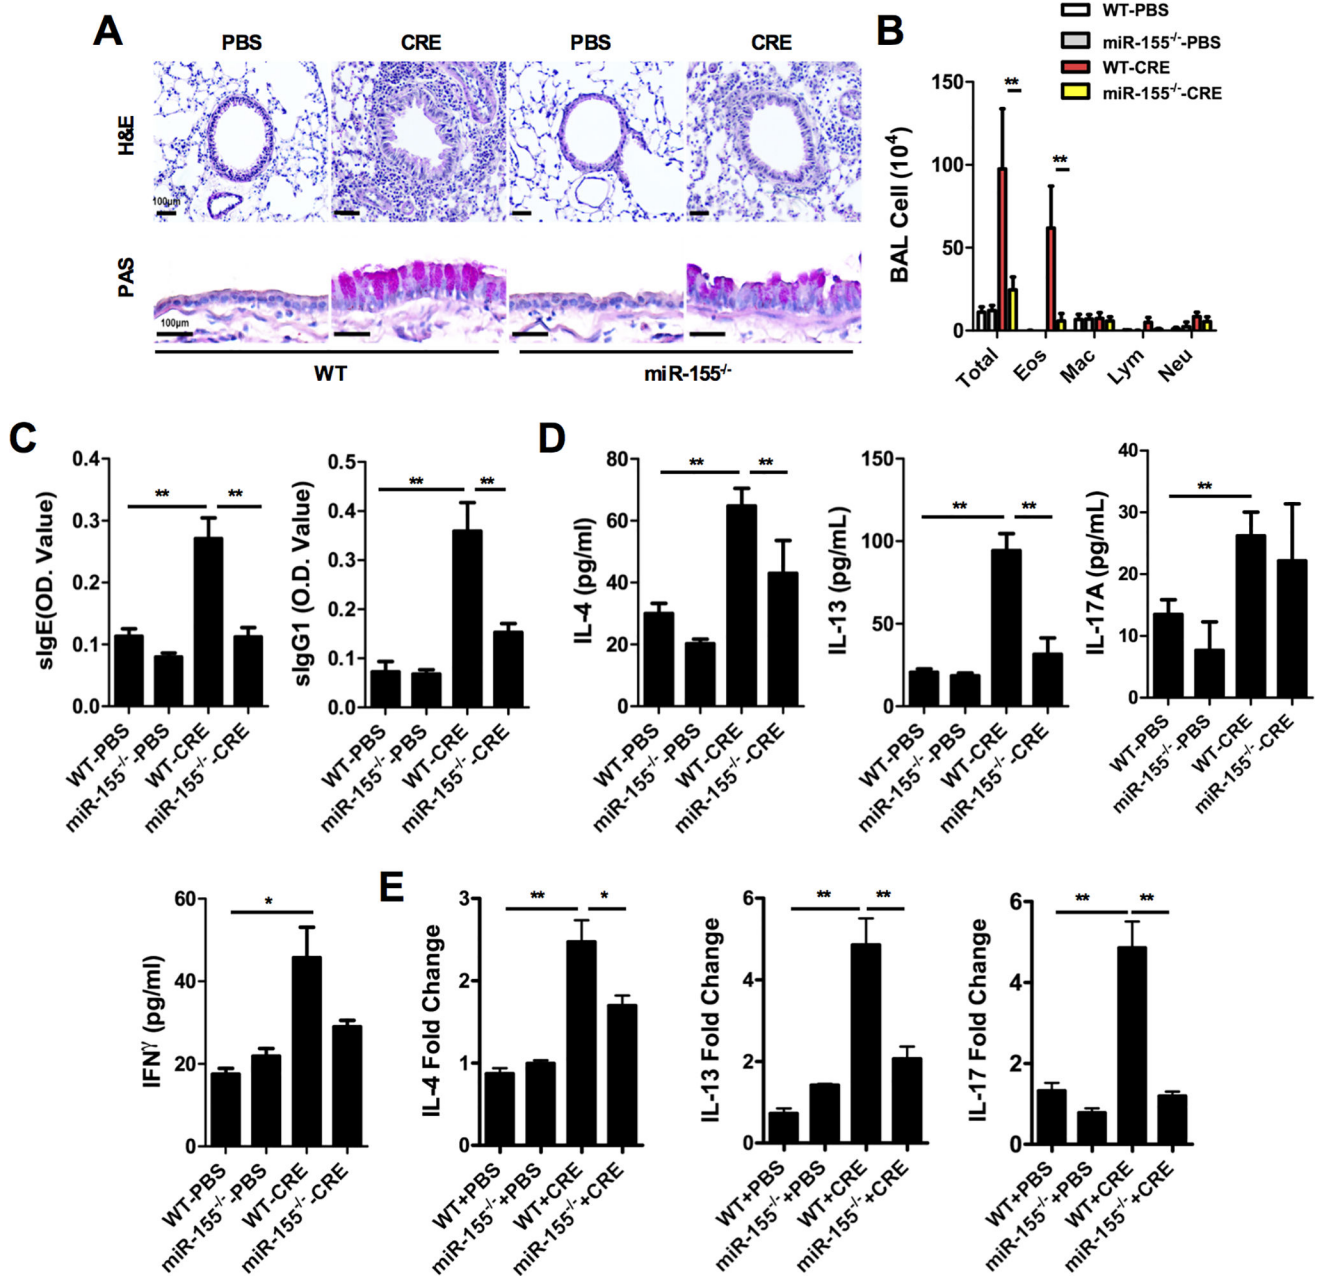 A
PBS CRE PBS CRE
H&E
100μm
PAS
100μm
WT miR-155-/-
B
WT-PBS
miR-155-/--PBS
WT-CRE
miR-155-/--CRE
BAL Cell (10^4)
150
100
50
0
**
**
Total Eos Mac Lym Neu
C
sIgE(OD. Value)
0.4
0.3
0.2
0.1
0.0
** **
WT-PBS
miR-155-/--PBS
WT-CRE
miR-155-/--CRE
sIgG1 (O.D. Value)
0.5
0.4
0.3
0.2
0.1
0.0
** **
WT-PBS
miR-155-/--PBS
WT-CRE
miR-155-/--CRE
D
IL-4 (pg/ml)
80
60
40
20
0
** **
WT-PBS
miR-155-/--PBS
WT-CRE
miR-155-/--CRE
IL-13 (pg/mL)
150
100
50
0
** **
WT-PBS
miR-155-/--PBS
WT-CRE
miR-155-/--CRE
IL-17A (pg/mL)
40
30
20
10
0
**
WT-PBS
miR-155-/--PBS
WT-CRE
miR-155-/--CRE
IFNγ (pg/ml)
60
40
20
0
*
WT-PBS
miR-155-/--PBS
WT-CRE
miR-155-/--CRE
E
IL-4 Fold Change
3
2
1
0
** *
WT+PBS
miR-155-/-+PBS
WT+CRE
miR-155-/-+CRE
IL-13 Fold Change
6
4
2
0
** **
WT+PBS
miR-155-/-+PBS
WT+CRE
miR-155-/-+CRE
IL-17 Fold Change
6
4
2
0
** **
WT+PBS
miR-155-/-+PBS
WT+CRE
miR-155-/-+CRE